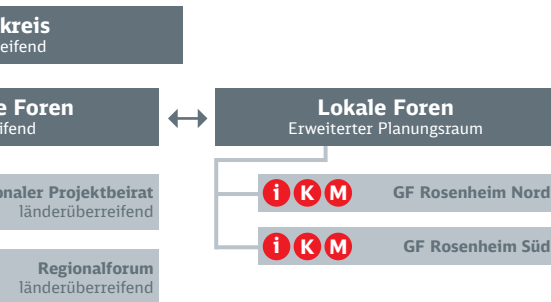 kreis
eifend
e Foren
ifend
Lokale Foren
Erweiterter Planungsraum
onaler Projektbeirat
länderüberreifend
i K M GF Rosenheim Nord
i K M GF Rosenheim Süd
Regionalforum
länderüberreifend